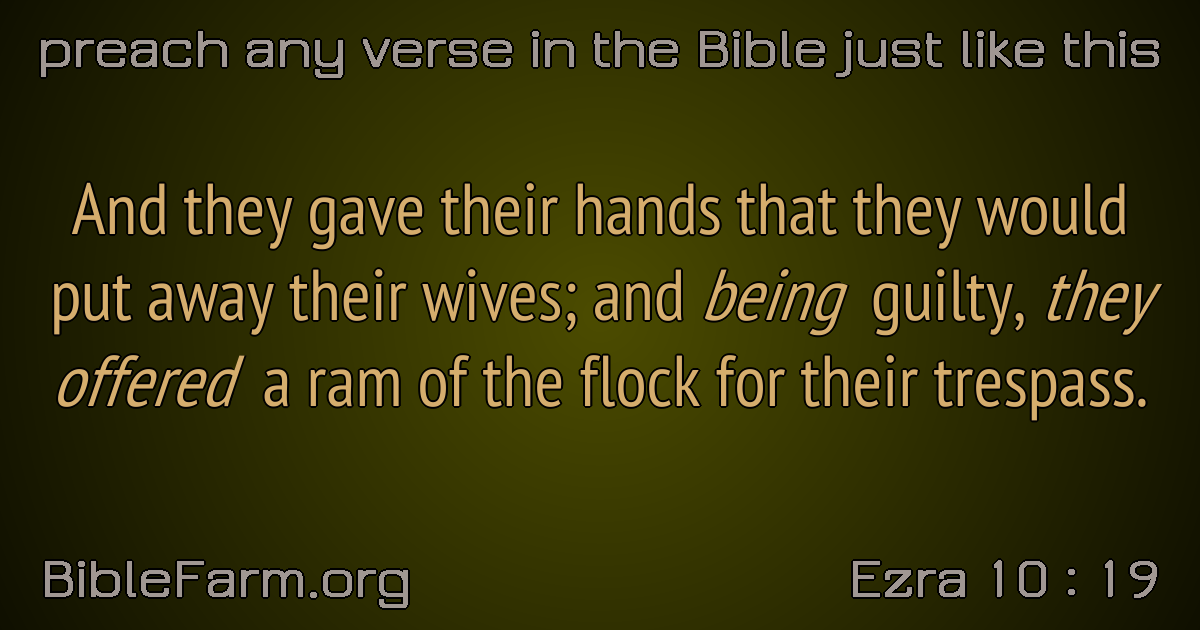 preach any verse in the Bible just like this
And they gave their hands that they would
put away their wives; and being guilty, they
offered a ram of the flock for their trespass.
BibleFarm.org
Ezra 10 : 19